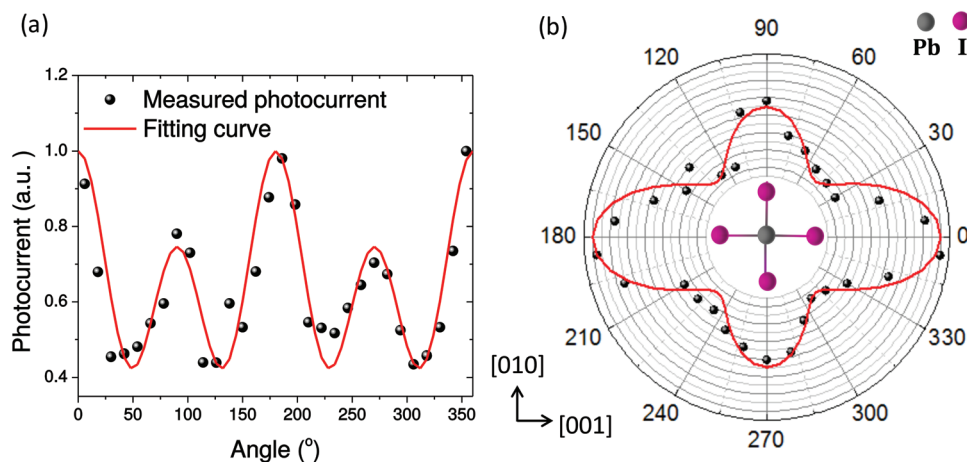 (a)
Photocurrent (a.u.)
1.2
1.0
0.8
0.6
0.4
Measured photocurrent
Fitting curve
0 50 100 150 200 250 300 350
Angle (o)
(b)
Pb I
90
120 60
150 30
180 0
210 330
240 300
270
[010]
[001]